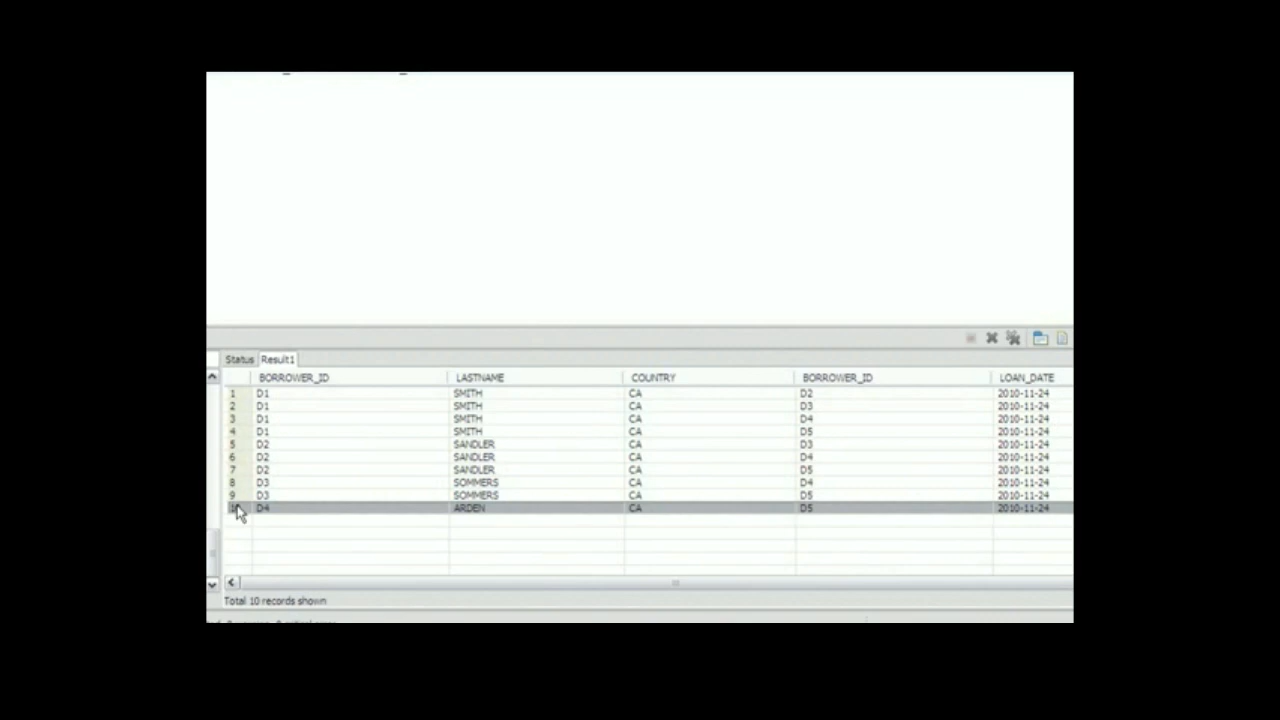 Status Result1
BORROWER_ID LASTNAME COUNTRY BORROWER_ID LOAN_DATE
1 D1 SMITH CA D2 2010-11-24
2 D1 SMITH CA D3 2010-11-24
3 D1 SMITH CA D4 2010-11-24
4 D1 SMITH CA D5 2010-11-24
5 D2 SANDLER CA D3 2010-11-24
6 D2 SANDLER CA D4 2010-11-24
7 D2 SANDLER CA D5 2010-11-24
8 D3 SOMMERS CA D4 2010-11-24
9 D3 SOMMERS CA D5 2010-11-24
D4 ARDEN CA D5 2010-11-24
Total 10 records shown